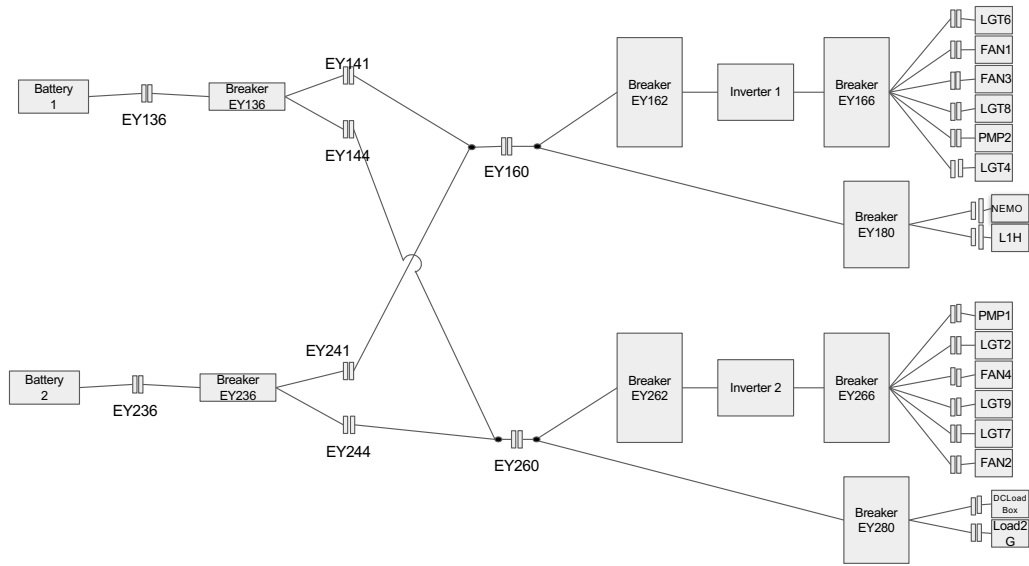 Battery
1
EY136
Breaker
EY136
EY141
EY144
EY160
Breaker
EY162
Inverter 1
Breaker
EY166
LGT6
FAN1
FAN3
LGT8
PMP2
LGT4
Breaker
EY180
NEMO
L1H
Battery
2
EY236
Breaker
EY236
EY241
EY244
EY260
Breaker
EY262
Inverter 2
Breaker
EY266
PMP1
LGT2
FAN4
LGT9
LGT7
FAN2
Breaker
EY280
DCLoad
Box
Load2
G